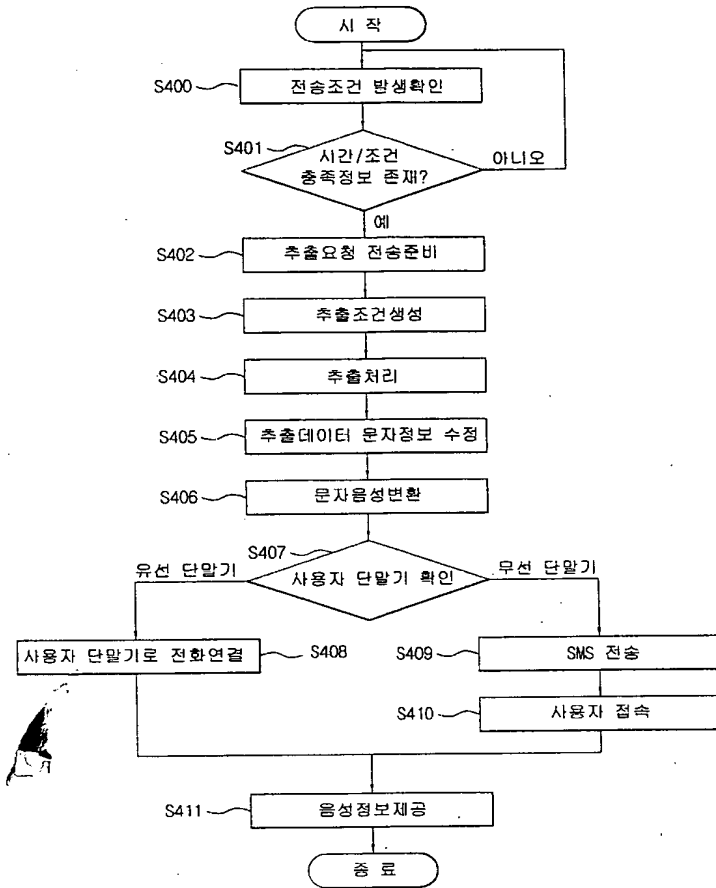 시 작
S400
전송조건 발생확인
S401
시간/조건
충족정보 존재?
아니오
예
S402
추출요청 전송준비
S403
추출조건생성
S404
추출처리
S405
추출데이터 문자정보 수정
S406
문자음성변환
S407
유선 단말기
사용자 단말기 확인
무선 단말기
사용자 단말기로 전화연결
S408
S409
SMS 전송
S410
사용자 접속
S411
음성정보제공
종 료